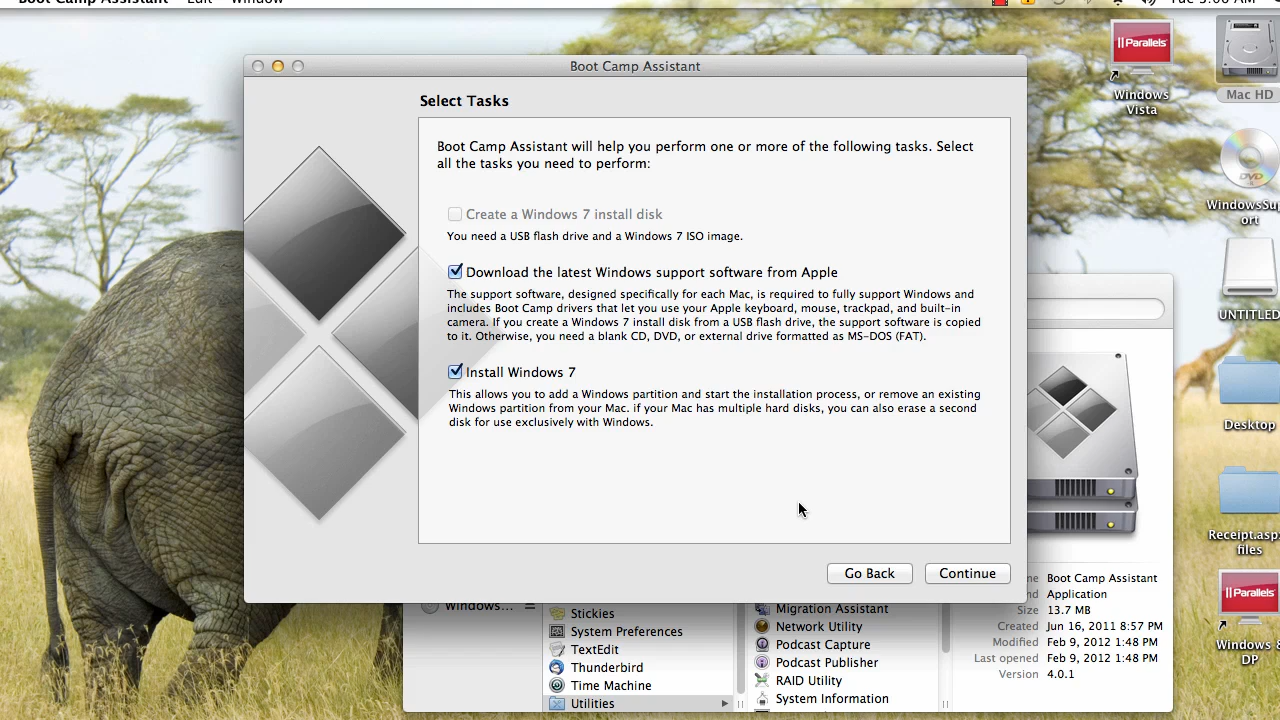 Boot Camp Assistant Edit Window
Boot Camp Assistant
Select Tasks
Boot Camp Assistant will help you perform one or more of the following tasks. Select
all the tasks you need to perform:
Create a Windows 7 install disk
You need a USB flash drive and a Windows 7 ISO image.
Download the latest Windows support software from Apple
The support software, designed specifically for each Mac, is required to fully support Windows and
includes Boot Camp drivers that let you use your Apple keyboard, mouse, trackpad, and built-in
camera. If you create a Windows 7 install disk from a USB flash drive, the support software is copied
to it. Otherwise, you need a blank CD, DVD, or external drive formatted as MS-DOS (FAT).
Install Windows 7
This allows you to add a Windows partition and start the installation process, or remove an existing
Windows partition from your Mac. if your Mac has multiple hard disks, you can also erase a second
disk for use exclusively with Windows.
Go Back
Continue
Parallels
Windows
Vista
Mac HD
DVD
WindowsSup
ort
UNTITLED
Desktop
Receipt.asp:
files
Parallels
Windows &
DP
Windows...
Stickies
System Preferences
TextEdit
Thunderbird
Time Machine
Utilities
Migration Assistant
Network Utility
Podcast Capture
Podcast Publisher
RAID Utility
System Information
Boot Camp Assistant
Application
Size 13.7 MB
Created Jun 16, 2011 8:57 PM
Modified Feb 9, 2012 1:48 PM
Last opened Feb 9, 2012 1:48 PM
Version 4.0.1